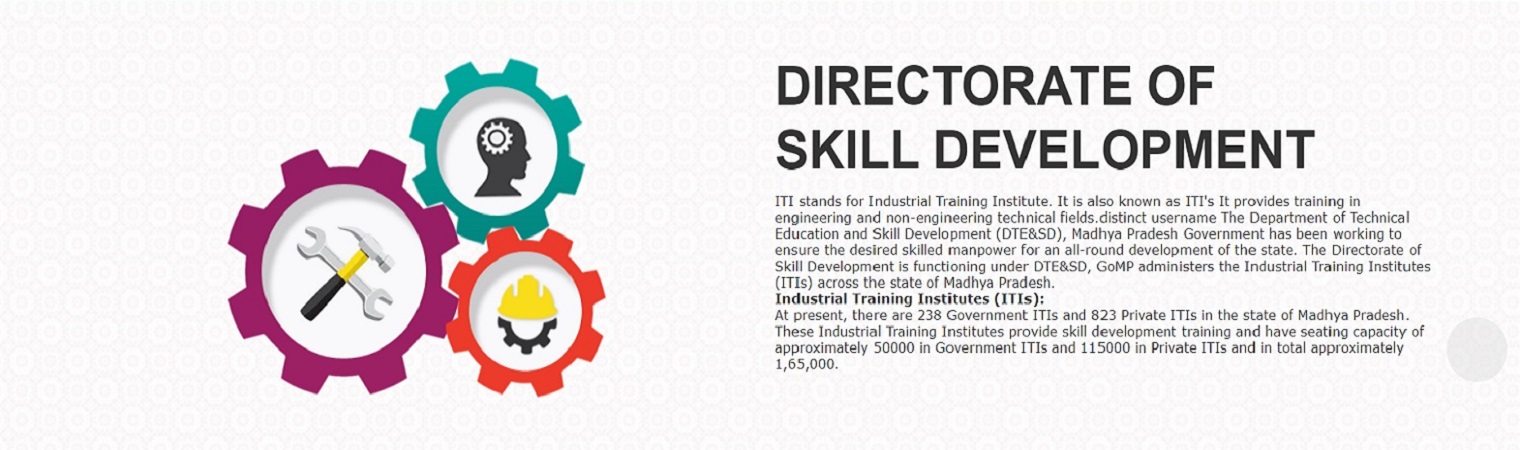 DIRECTORATE OF
SKILL DEVELOPMENT
ITI stands for Industrial Training Institute. It is also known as ITI's It provides training in
engineering and non-engineering technical fields.distinct username The Department of Technical
Education and Skill Development (DTE&SD), Madhya Pradesh Government has been working to
ensure the desired skilled manpower for an all-round development of the state. The Directorate of
Skill Development is functioning under DTE&SD, GoMP administers the Industrial Training Institutes
(ITIs) across the state of Madhya Pradesh.
Industrial Training Institutes (ITIs):
At present, there are 238 Government ITIs and 823 Private ITIs in the state of Madhya Pradesh.
These Industrial Training Institutes provide skill development training and have seating capacity of
approximately 50000 in Government ITIs and 115000 in Private ITIs and in total approximately
1,65,000.